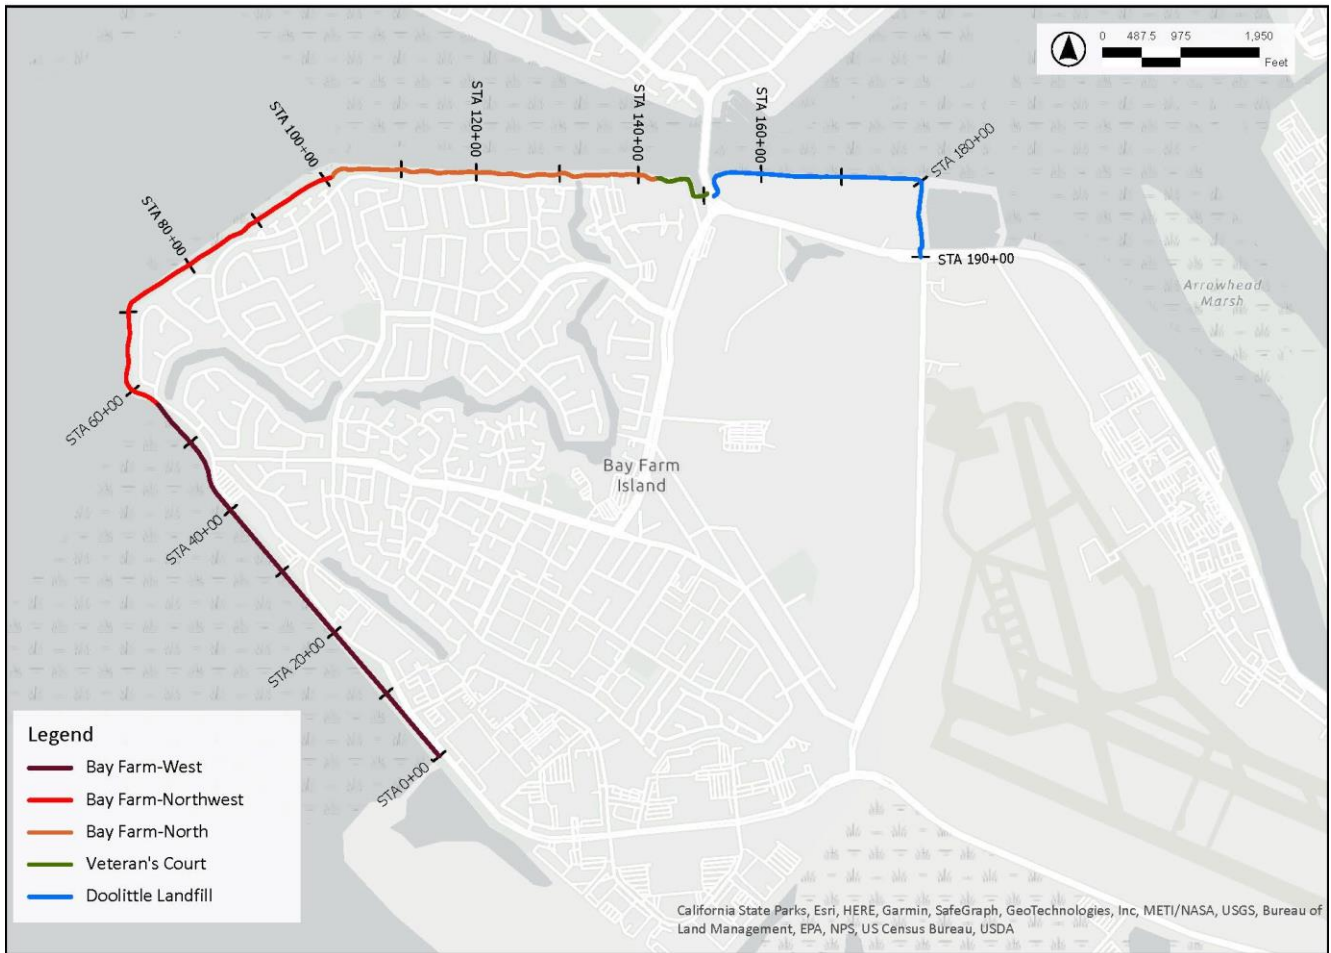 0 487.5 975 1,950
Feet
STA 100+00
STA 120+00
STA 140+00
STA 160+00
STA 180+00
STA 80+00
STA 190+00
Arrowhead
Marsh
STA 60+00
Bay Farm
Island
STA 40+00
STA 20+00
STA 0+00
Legend
Bay Farm-West
Bay Farm-Northwest
Bay Farm-North
Veteran's Court
Doolittle Landfill
California State Parks, Esri, HERE, Garmin, SafeGraph, GeoTechnologies, Inc, METI/NASA, USGS, Bureau of
Land Management, EPA, NPS, US Census Bureau, USDA